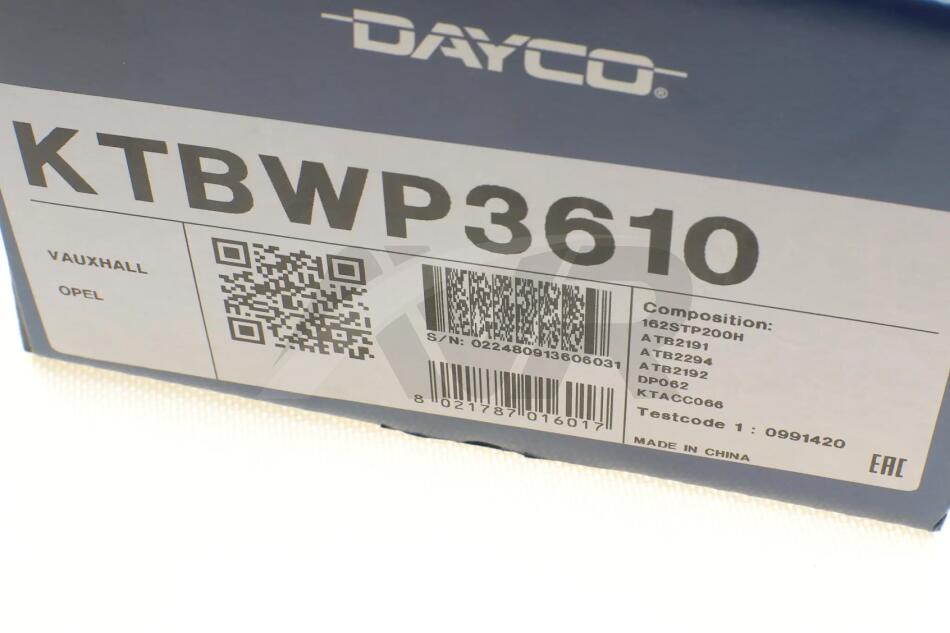 DAYCO®
KTBWP3610
VAUXHALL
OPEL
S/N: 022480913606031
8 021787 016017
Composition:
162STP200H
ATB2191
ATB2294
ATB2192
DP062
KTACC066
Testcode 1 : 0991420
MADE IN CHINA
EAC